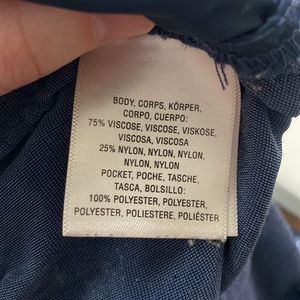 BODY, CORPS, KÖRPER,
CORPO, CUERPO:
75% VISCOSE, VISCOSE, VISKOSE,
VISCOSA, VISCOSA
25% NYLON, NYLON, NYLON,
NYLON, NYLON
POCKET, POCHE, TASCHE,
TASCA, BOLSILLO:
100% POLYESTER, POLYESTER,
POLYESTER, POLIESTERE, POLIÉSTER